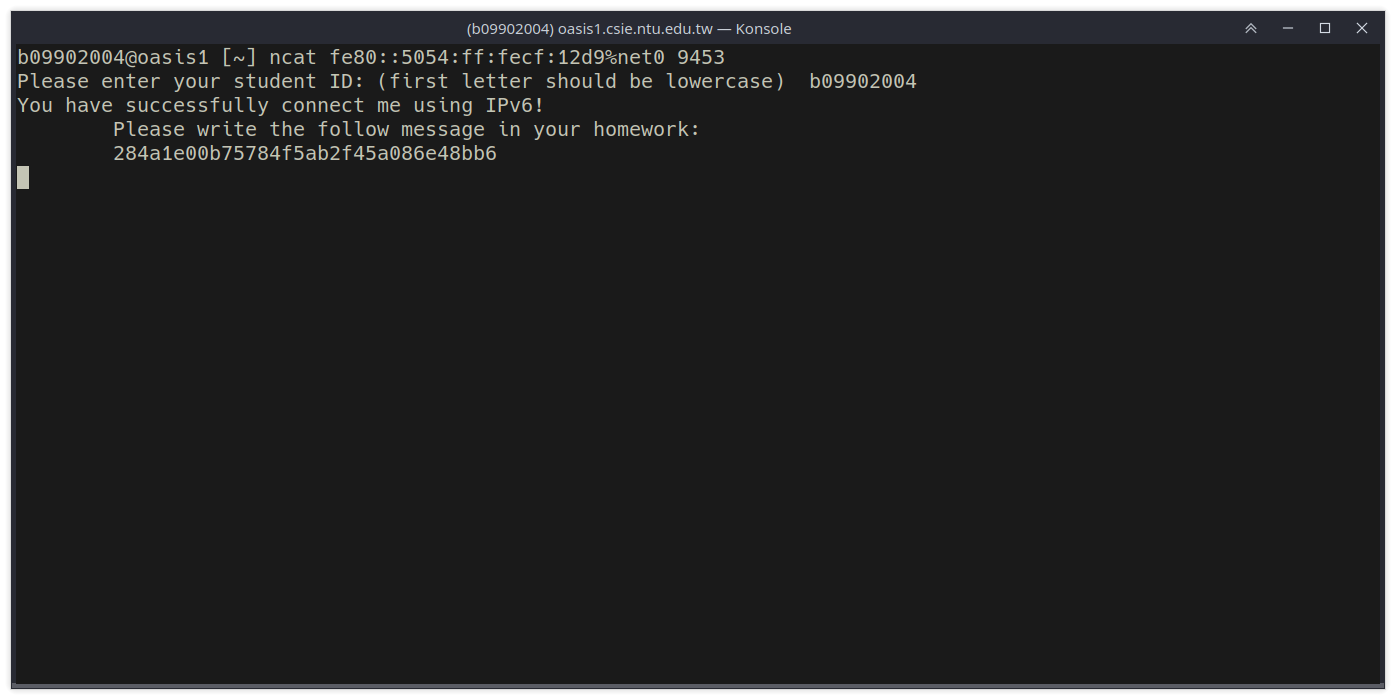 (b09902004) oasis1.csie.ntu.edu.tw — Konsole
b09902004@oasis1 [~] ncat fe80::5054:ff:fecf:12d9%net0 9453
Please enter your student ID: (first letter should be lowercase)  b09902004
You have successfully connect me using IPv6!
        Please write the follow message in your homework:
        284a1e00b75784f5ab2f45a086e48bb6